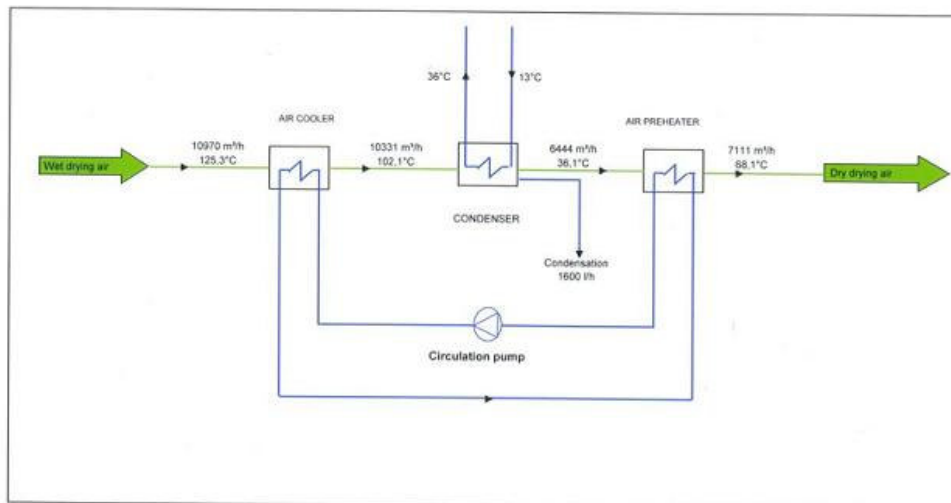 36°C
13°C
AIR COOLER
AIR PREHEATER
Wet drying air
10970 m³/h
125,3°C
10331 m³/h
102,1°C
6444 m³/h
36,1°C
7111 m³/h
68,1°C
Dry drying air
CONDENSER
Condensation
1600 l/h
Circulation pump